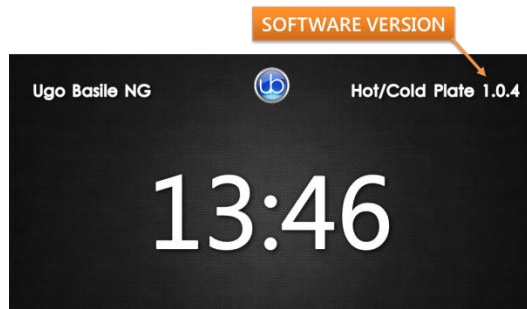 SOFTWARE VERSION
Ugo Basile NG
ub
Hot/Cold Plate 1.0.4
13:46